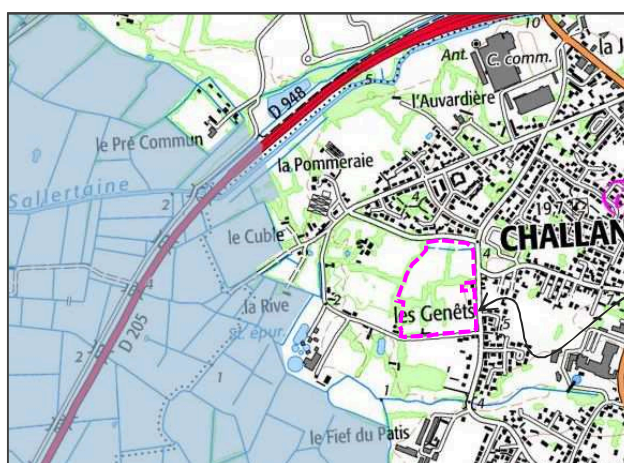 10
la J
Ant.
C. comm.
D 948
5
l'Auvardière
le Pré Commun
la Pommeraie
Sallertaine
2
4
197
CHALLAN
le Cuble
4
la Rive
2
les Genêts
7
St. épur.
5
D 205
1
1
4
le Fief du Patis